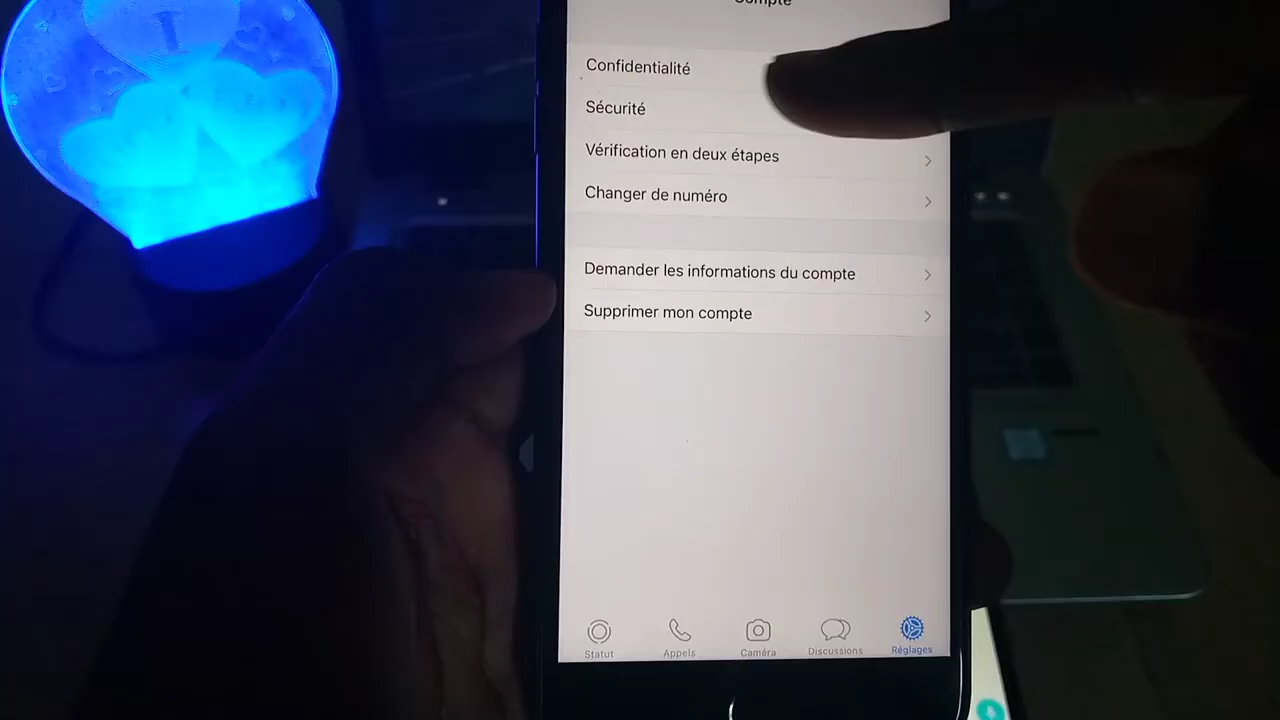 Compte
Confidentialité
Sécurité
Vérification en deux étapes
Changer de numéro
Demander les informations du compte
Supprimer mon compte
Statut
Appels
Caméra
Discussions
Réglages